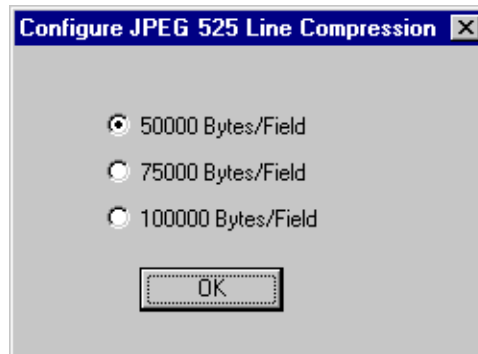 Configure JPEG 525 Line Compression
50000 Bytes/Field
75000 Bytes/Field
100000 Bytes/Field
OK